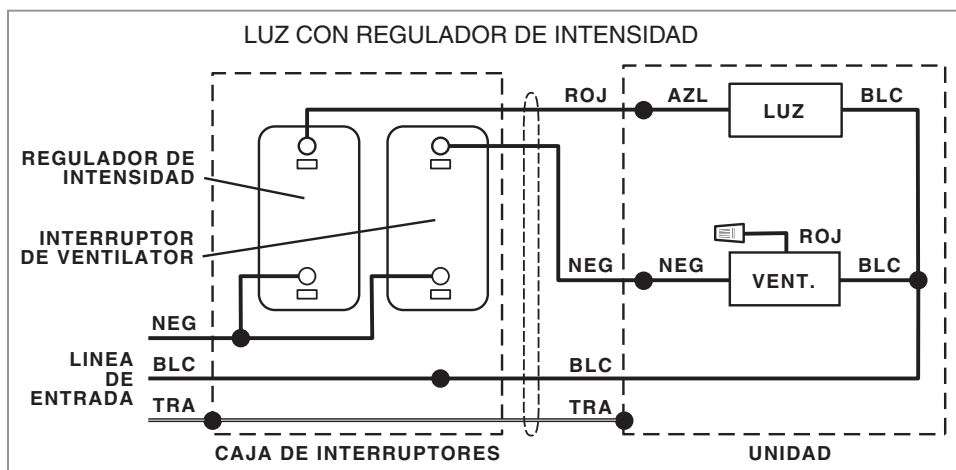 LUZ CON REGULADOR DE INTENSIDAD
ROJ
AZL
LUZ
BLC
REGULADOR DE
INTENSIDAD
INTERRUPTOR
DE VENTILATOR
ROJ
NEG
NEG
VENT.
BLC
NEG
LINEA
DE
ENTRADA
BLC
BLC
TRA
TRA
CAJA DE INTERRUPTORES
UNIDAD